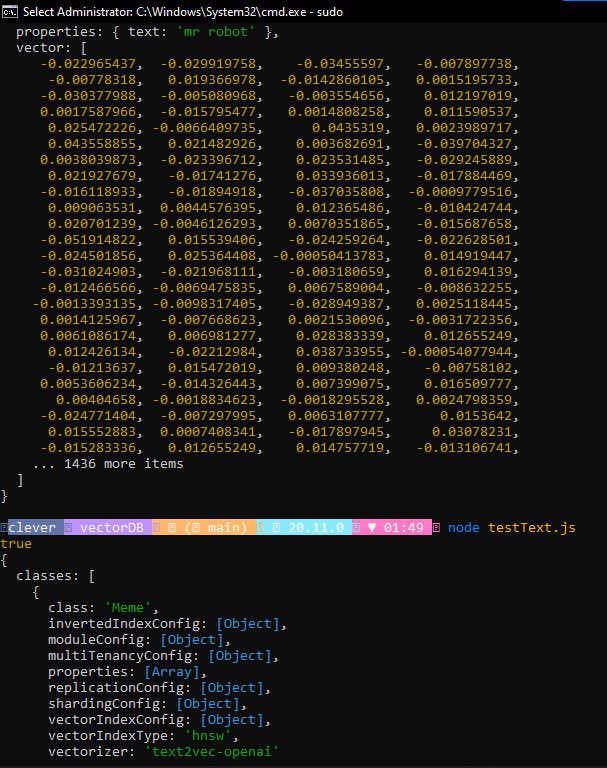 Select Administrator: C:\Windows\System32\cmd.exe - sudo
properties: { text: 'mr robot' },
vector: [
-0.022965437, -0.029919758, -0.03455597, -0.007897738,
-0.00778318, 0.019366978, -0.0142860105, 0.0015195733,
-0.030377988, -0.005080968, -0.003554656, 0.012197019,
0.0017587966, -0.015795477, 0.0014808258, 0.011590537,
0.025472226, -0.0066409735, 0.0435319, 0.0023989717,
0.043558855, 0.021482926, 0.003682691, -0.039704327,
0.0038039873, -0.023396712, 0.023531485, -0.029245889,
0.021927679, -0.01741276, 0.033936013, -0.017884469,
-0.016118933, -0.01894918, -0.037035808, -0.0009779516,
0.009063531, 0.0044576395, 0.012365486, -0.010424744,
0.020701239, -0.0046126293, 0.0070351865, -0.015687658,
-0.051914822, 0.015539406, -0.024259264, -0.022628501,
-0.024501856, 0.025364408, -0.00050413783, 0.014919447,
-0.031024903, -0.021968111, -0.003180659, 0.016294139,
-0.012466566, -0.0069475835, 0.0067589004, -0.008632255,
-0.0013393135, -0.0098317405, -0.028949387, 0.0025118445,
0.0014125967, -0.007668623, 0.0021530096, -0.0031722356,
0.0061086174, 0.006981277, 0.028383339, 0.012655249,
0.012426134, -0.02212984, 0.038733955, -0.00054077944,
-0.01213637, 0.015472019, 0.009380248, -0.00758102,
0.0053606234, -0.014326443, 0.007399075, 0.016509777,
0.00404658, -0.0018834623, -0.0018295528, 0.0024798359,
-0.024771404, -0.007297995, 0.0063107777, 0.0153642,
0.015552883, 0.0007408341, -0.017897945, 0.03078231,
-0.015283336, 0.012655249, 0.014757719, -0.013106741,
... 1436 more items
]
}
clever vectorDB ( main) 20.11.0 ♥ 01:49 node testText.js
true
{
classes: [
{
class: 'Meme',
invertedIndexConfig: [Object],
moduleConfig: [Object],
multiTenancyConfig: [Object],
properties: [Array],
replicationConfig: [Object],
shardingConfig: [Object],
vectorIndexConfig: [Object],
vectorIndexType: 'hnsw',
vectorizer: 'text2vec-openai'